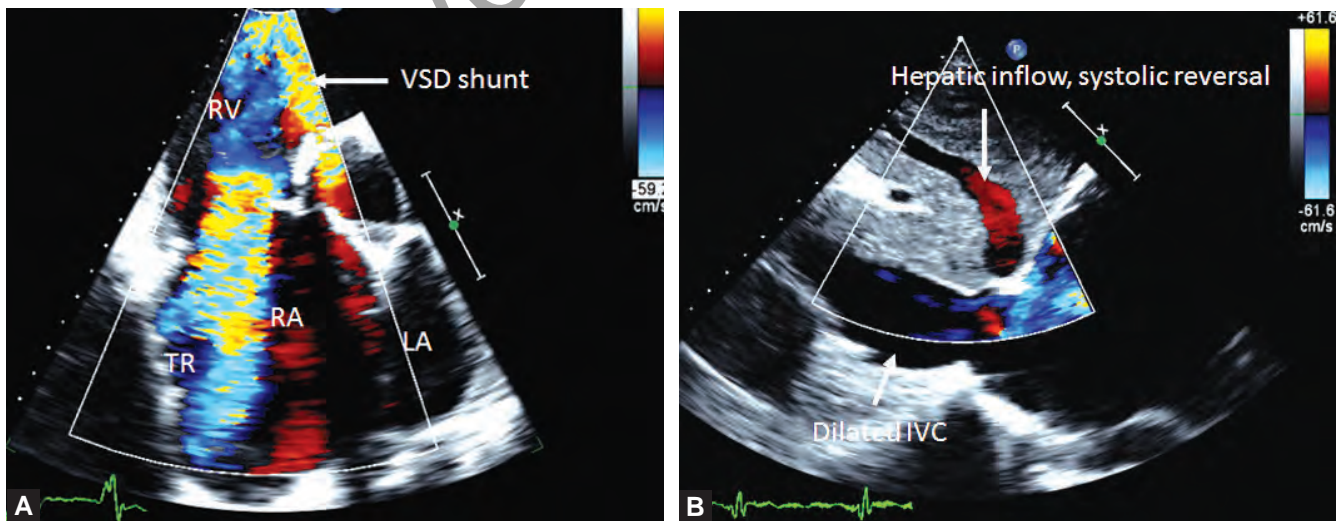 VSD shunt
RV
RA
LA
TR
cm/s
A
+61.6
P
Hepatic inflow, systolic reversal
x
-61.6
cm/s
Dilated IVC
B